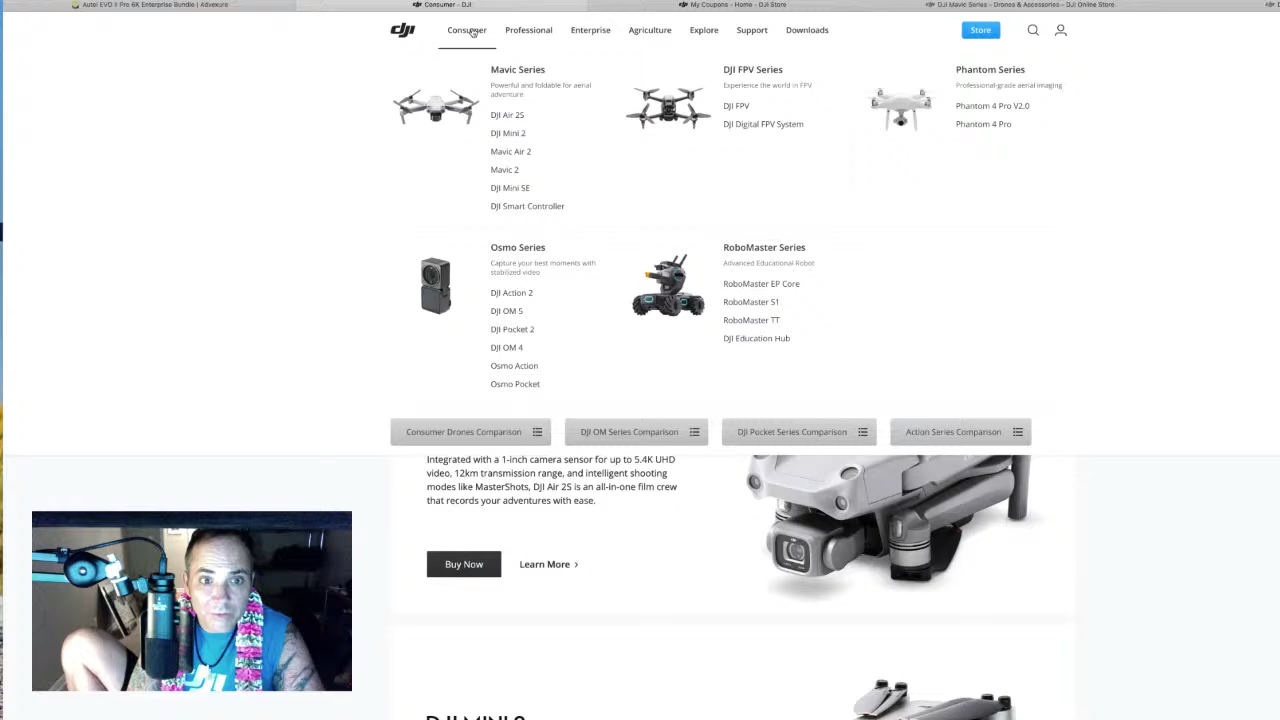 Autel EVO II Pro 6K Enterprise Bundle | Advexure
Consumer - DJI
My Coupons - Home - DJI Store
DJI Mavic Series – Drones & Accessories – DJI Online Store
dji
Consumer
Professional
Enterprise
Agriculture
Explore
Support
Downloads
Store
Mavic Series
Powerful and foldable for aerial
adventure
DJI Air 2S
DJI Mini 2
Mavic Air 2
Mavic 2
DJI Mini SE
DJI Smart Controller
DJI FPV Series
Experience the world in FPV
DJI FPV
DJI Digital FPV System
Phantom Series
Professional-grade aerial imaging
Phantom 4 Pro V2.0
Phantom 4 Pro
Osmo Series
Capture your best moments with
stabilized video
DJI Action 2
DJI OM 5
DJI Pocket 2
DJI OM 4
Osmo Action
Osmo Pocket
RoboMaster Series
Advanced Educational Robot
RoboMaster EP Core
RoboMaster S1
RoboMaster TT
DJI Education Hub
Consumer Drones Comparison
DJI OM Series Comparison
DJI Pocket Series Comparison
Action Series Comparison
Integrated with a 1-inch camera sensor for up to 5.4K UHD
video, 12km transmission range, and intelligent shooting
modes like MasterShots, DJI Air 2S is an all-in-one film crew
that records your adventures with ease.
Buy Now
Learn More >
DJI MINI 2